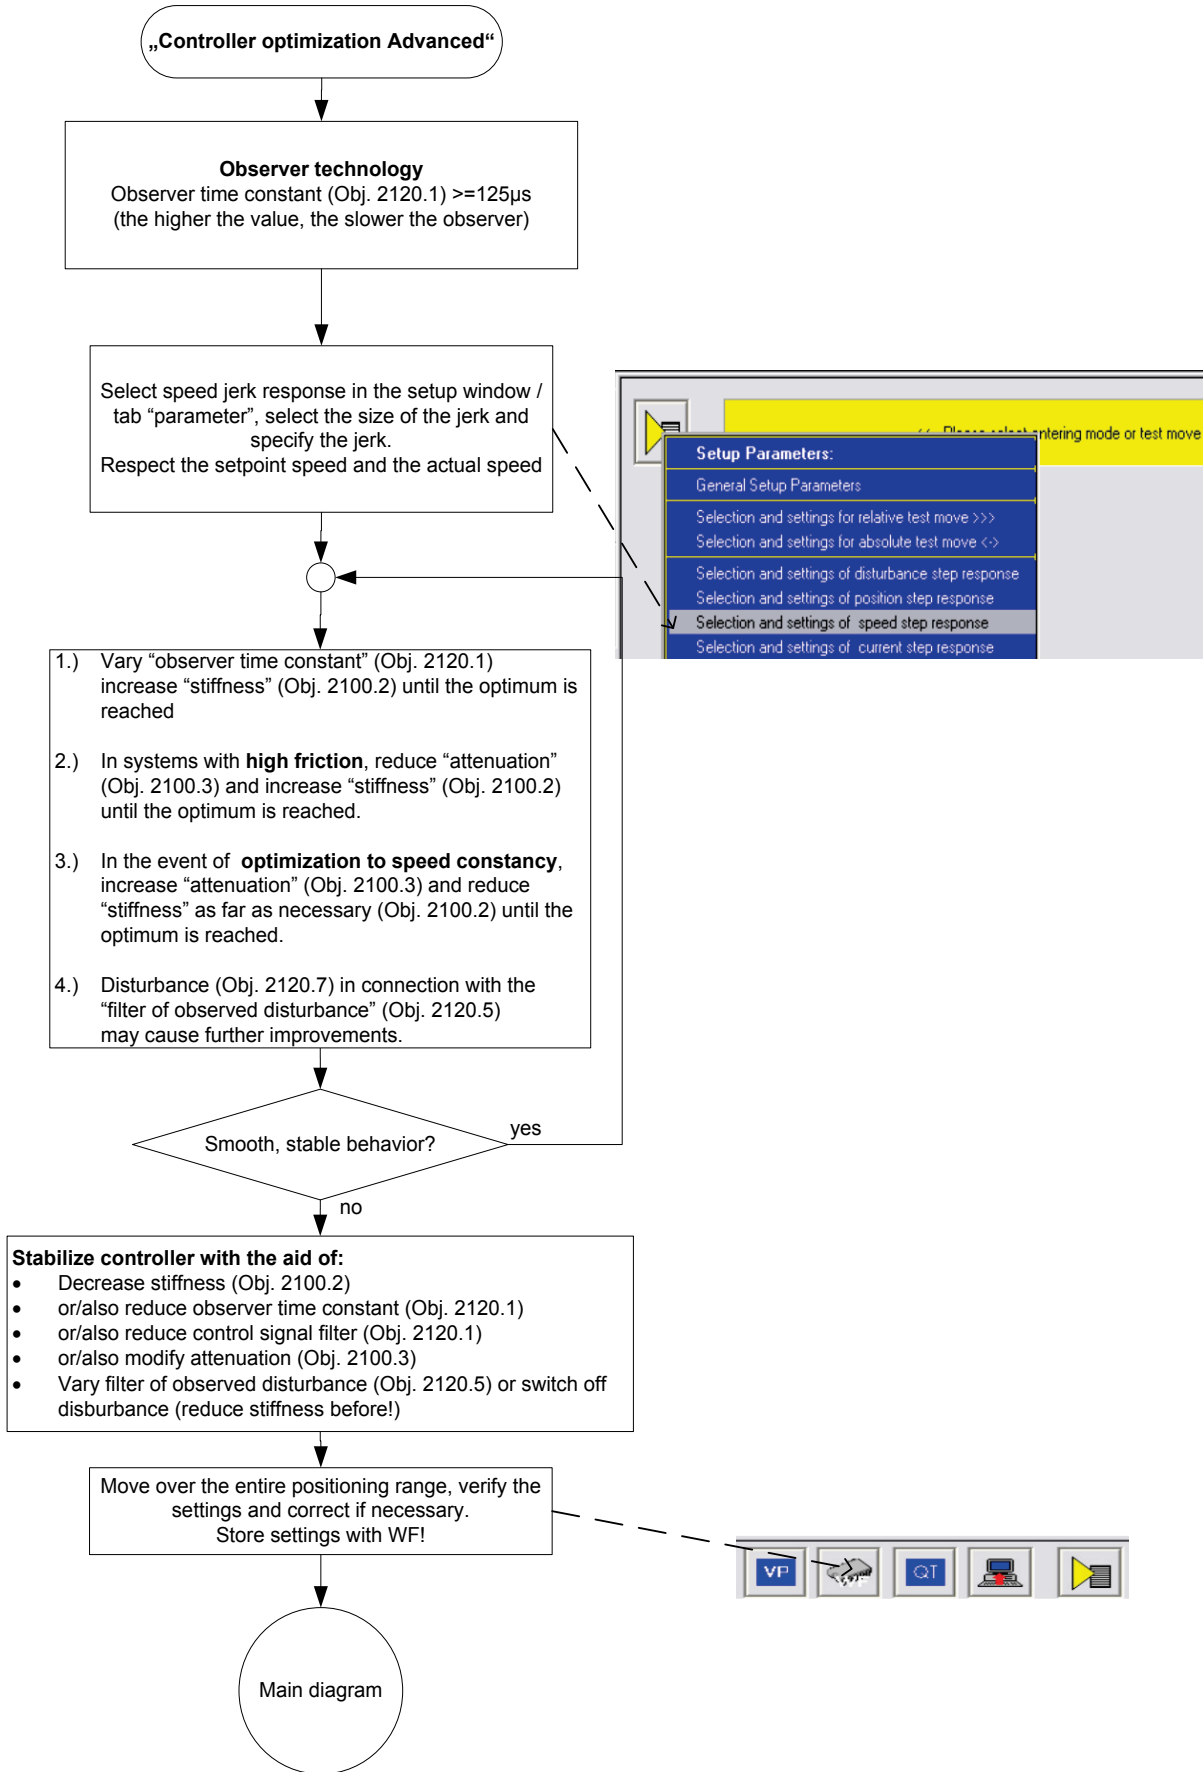 „Controller optimization Advanced“
Observer technology
Observer time constant (Obj. 2120.1) >=125µs
(the higher the value, the slower the observer)
Select speed jerk response in the setup window /
tab “parameter”, select the size of the jerk and
specify the jerk.
Respect the setpoint speed and the actual speed
<< Please select entering mode or test move
Setup Parameters:
General Setup Parameters
Selection and settings for relative test move >>>
Selection and settings for absolute test move <->
Selection and settings of disturbance step response
Selection and settings of position step response
Selection and settings of speed step response
Selection and settings of current step response
1.) Vary “observer time constant” (Obj. 2120.1)
increase “stiffness” (Obj. 2100.2) until the optimum is
reached
2.) In systems with high friction, reduce “attenuation”
(Obj. 2100.3) and increase “stiffness” (Obj. 2100.2)
until the optimum is reached.
3.) In the event of optimization to speed constancy,
increase “attenuation” (Obj. 2100.3) and reduce
“stiffness” as far as necessary (Obj. 2100.2) until the
optimum is reached.
4.) Disturbance (Obj. 2120.7) in connection with the
“filter of observed disturbance” (Obj. 2120.5)
may cause further improvements.
Smooth, stable behavior?
yes
no
Stabilize controller with the aid of:
• Decrease stiffness (Obj. 2100.2)
• or/also reduce observer time constant (Obj. 2120.1)
• or/also reduce control signal filter (Obj. 2120.1)
• or/also modify attenuation (Obj. 2100.3)
• Vary filter of observed disturbance (Obj. 2120.5) or switch off
disburbance (reduce stiffness before!)
Move over the entire positioning range, verify the
settings and correct if necessary.
Store settings with WF!
VP
WF
QT
Main diagram